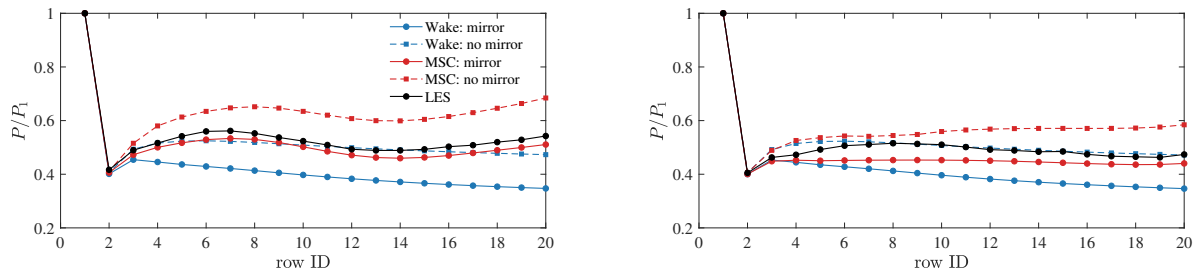 P/P1
1
0.8
0.6
0.4
0.2
0 2 4 6 8 10 12 14 16 18 20
row ID
Wake: mirror
Wake: no mirror
MSC: mirror
MSC: no mirror
LES
P/P1
1
0.8
0.6
0.4
0.2
0 2 4 6 8 10 12 14 16 18 20
row ID